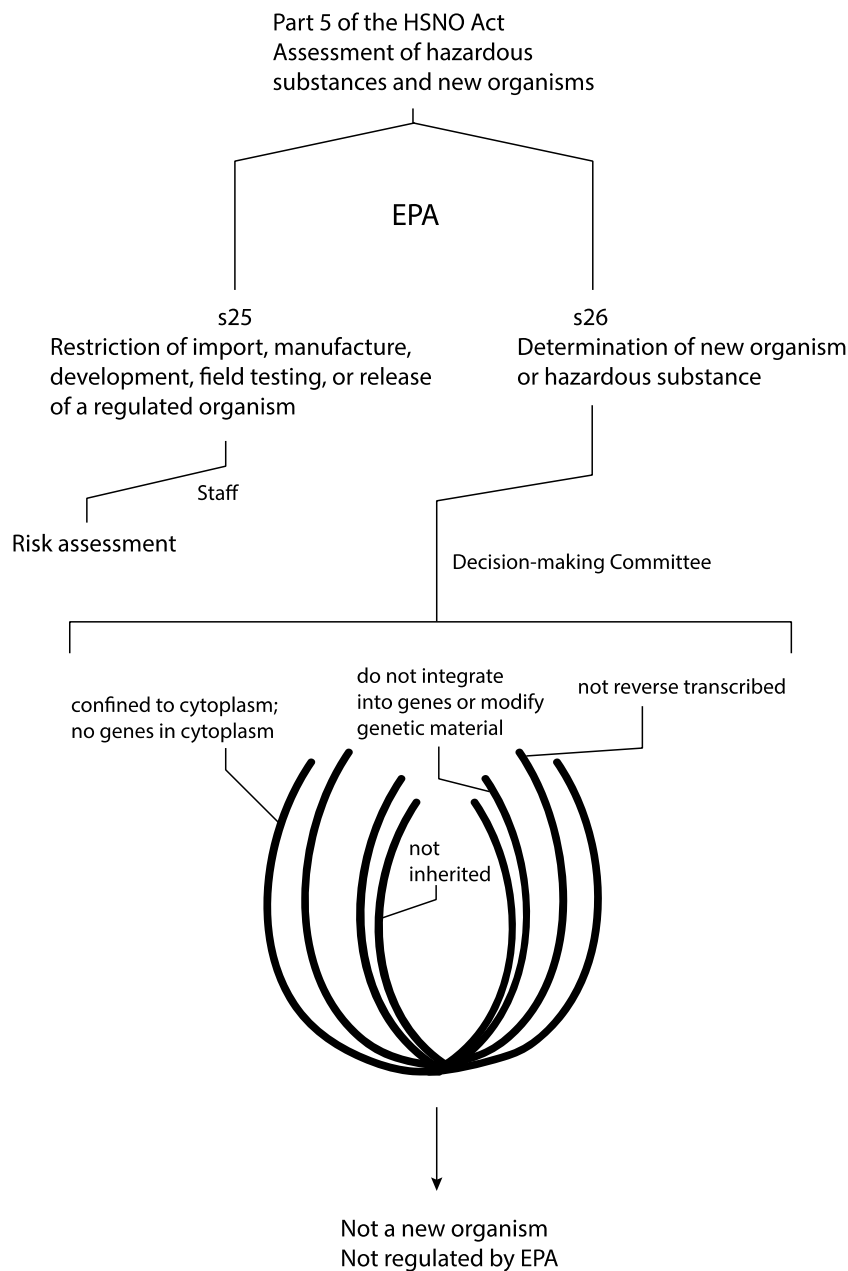 Part 5 of the HSNO Act
Assessment of hazardous
substances and new organisms
EPA
s25
Restriction of import, manufacture,
development, field testing, or release
of a regulated organism
s26
Determination of new organism
or hazardous substance
Staff
Risk assessment
Decision-making Committee
confined to cytoplasm;
no genes in cytoplasm
do not integrate
into genes or modify
genetic material
not reverse transcribed
not
inherited
Not a new organism
Not regulated by EPA